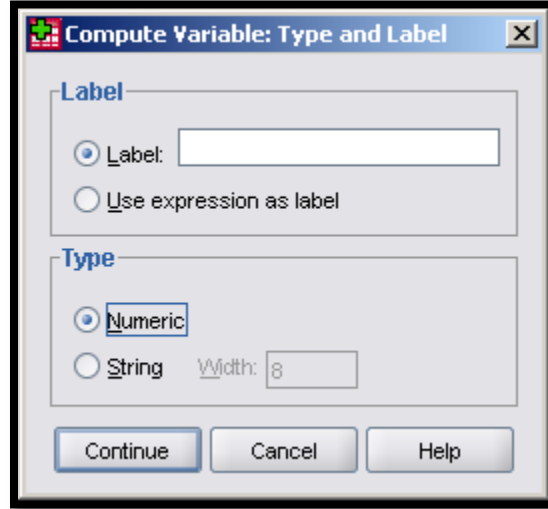 Compute Variable: Type and Label
Label
Label:
Use expression as label
Type
Numeric
String Width: 8
Continue Cancel Help